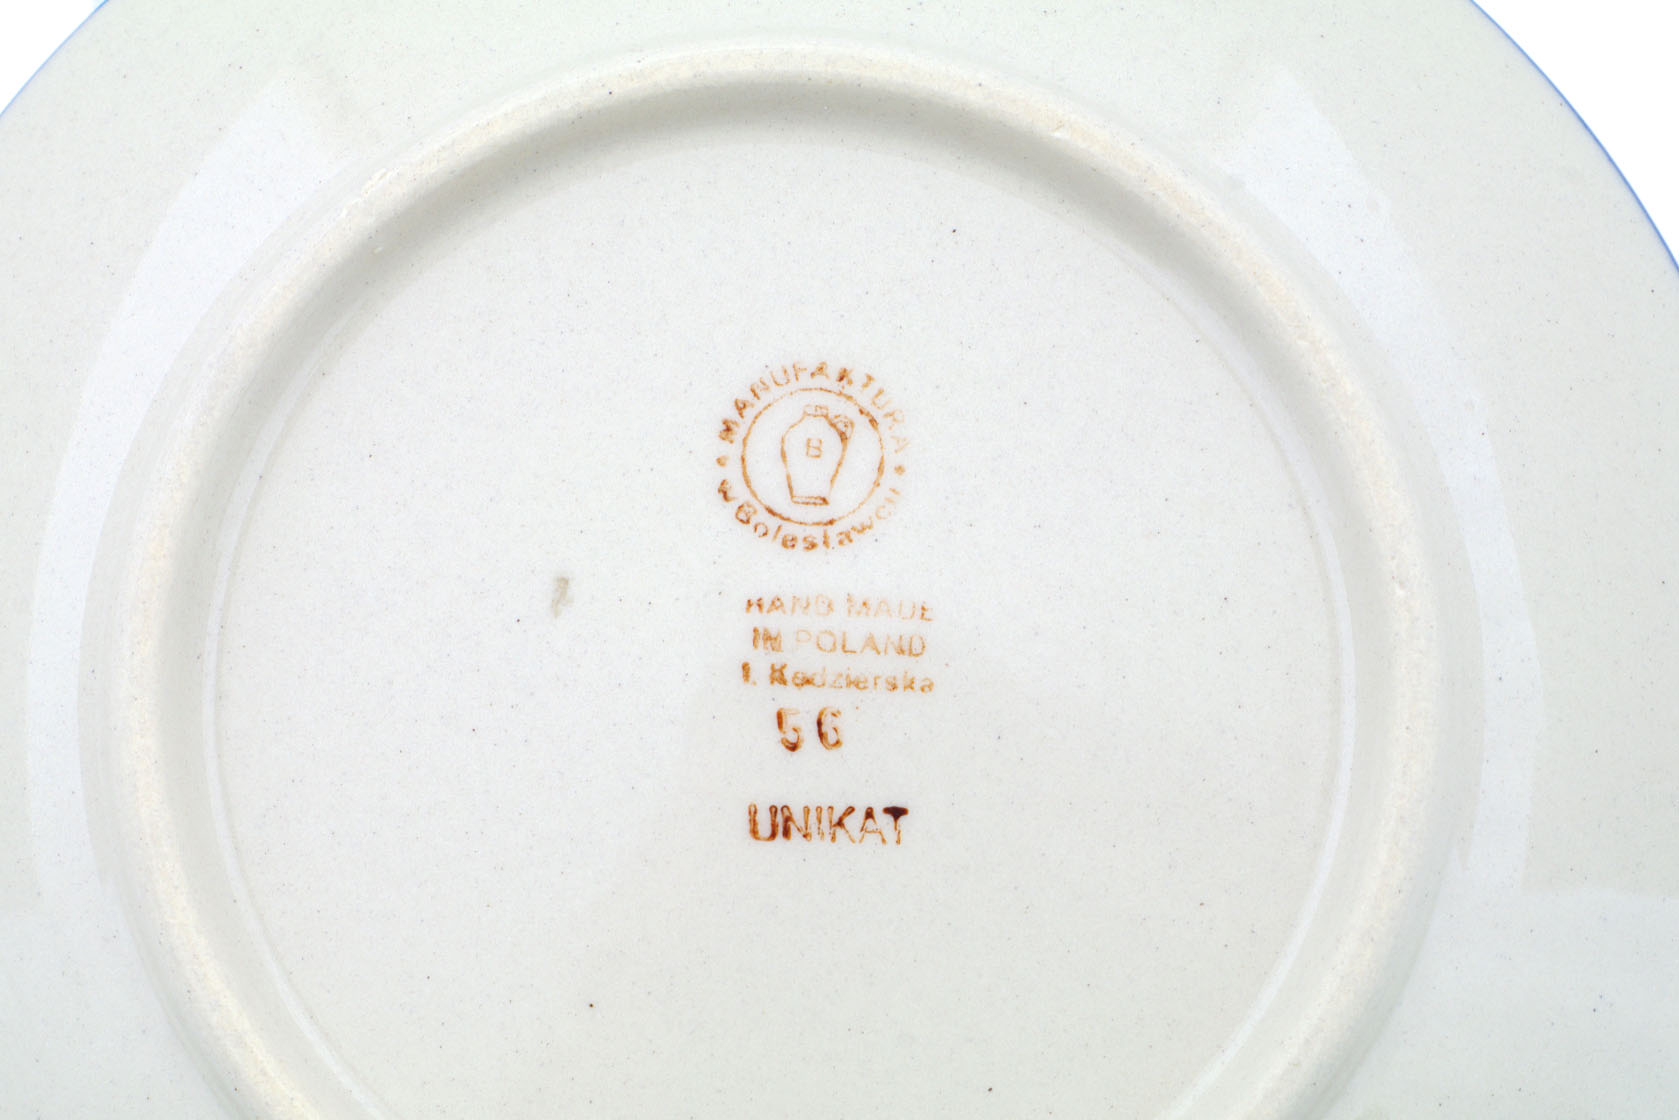 MANUFAKTURA
w Bolesławcu
B
HAND MADE
IN POLAND
I. Kędzierska
56
UNIKAT